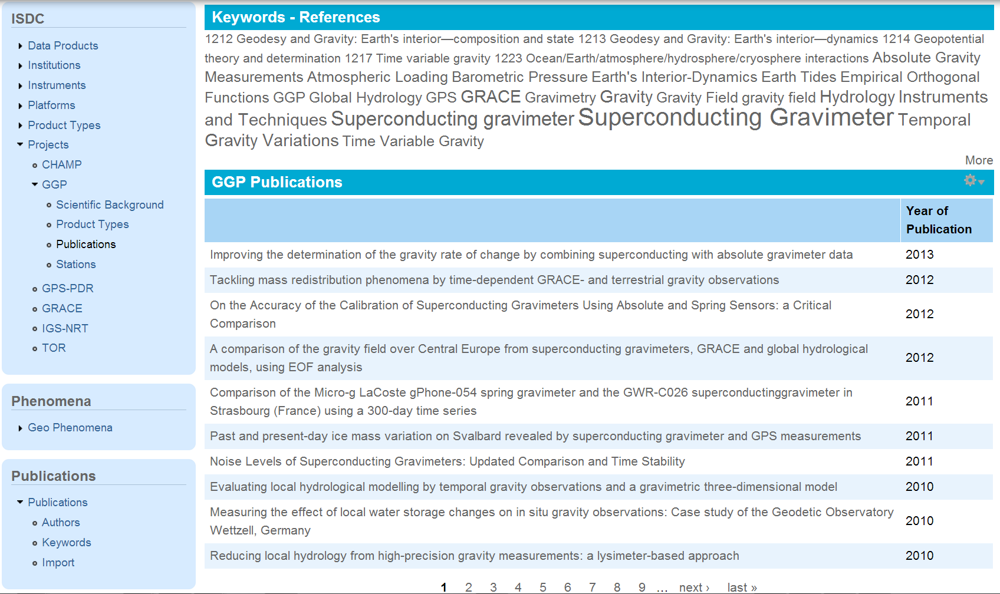 ISDC
Data Products
Institutions
Instruments
Platforms
Product Types
Projects
CHAMP
GGP
Scientific Background
Product Types
Publications
Stations
GPS-PDR
GRACE
IGS-NRT
TOR
Phenomena
Geo Phenomena
Publications
Publications
Authors
Keywords
Import
Keywords - References
1212 Geodesy and Gravity: Earth's interior—composition and state 1213 Geodesy and Gravity: Earth's interior—dynamics 1214 Geopotential
theory and determination 1217 Time variable gravity 1223 Ocean/Earth/atmosphere/hydrosphere/cryosphere interactions Absolute Gravity
Measurements Atmospheric Loading Barometric Pressure Earth's Interior-Dynamics Earth Tides Empirical Orthogonal
Functions GGP Global Hydrology GPS GRACE Gravimetry Gravity Gravity Field gravity field Hydrology Instruments
and Techniques Superconducting gravimeter Superconducting Gravimeter Temporal
Gravity Variations Time Variable Gravity
More
GGP Publications
Year of
Publication
Improving the determination of the gravity rate of change by combining superconducting with absolute gravimeter data 2013
Tackling mass redistribution phenomena by time-dependent GRACE- and terrestrial gravity observations 2012
On the Accuracy of the Calibration of Superconducting Gravimeters Using Absolute and Spring Sensors: a Critical
Comparison 2012
A comparison of the gravity field over Central Europe from superconducting gravimeters, GRACE and global hydrological
models, using EOF analysis 2012
Comparison of the Micro-g LaCoste gPhone-054 spring gravimeter and the GWR-C026 superconductinggravimeter in
Strasbourg (France) using a 300-day time series 2011
Past and present-day ice mass variation on Svalbard revealed by superconducting gravimeter and GPS measurements 2011
Noise Levels of Superconducting Gravimeters: Updated Comparison and Time Stability 2011
Evaluating local hydrological modelling by temporal gravity observations and a gravimetric three-dimensional model 2010
Measuring the effect of local water storage changes on in situ gravity observations: Case study of the Geodetic Observatory
Wettzell, Germany 2010
Reducing local hydrology from high-precision gravity measurements: a lysimeter-based approach 2010
1 2 3 4 5 6 7 8 9 … next › last »